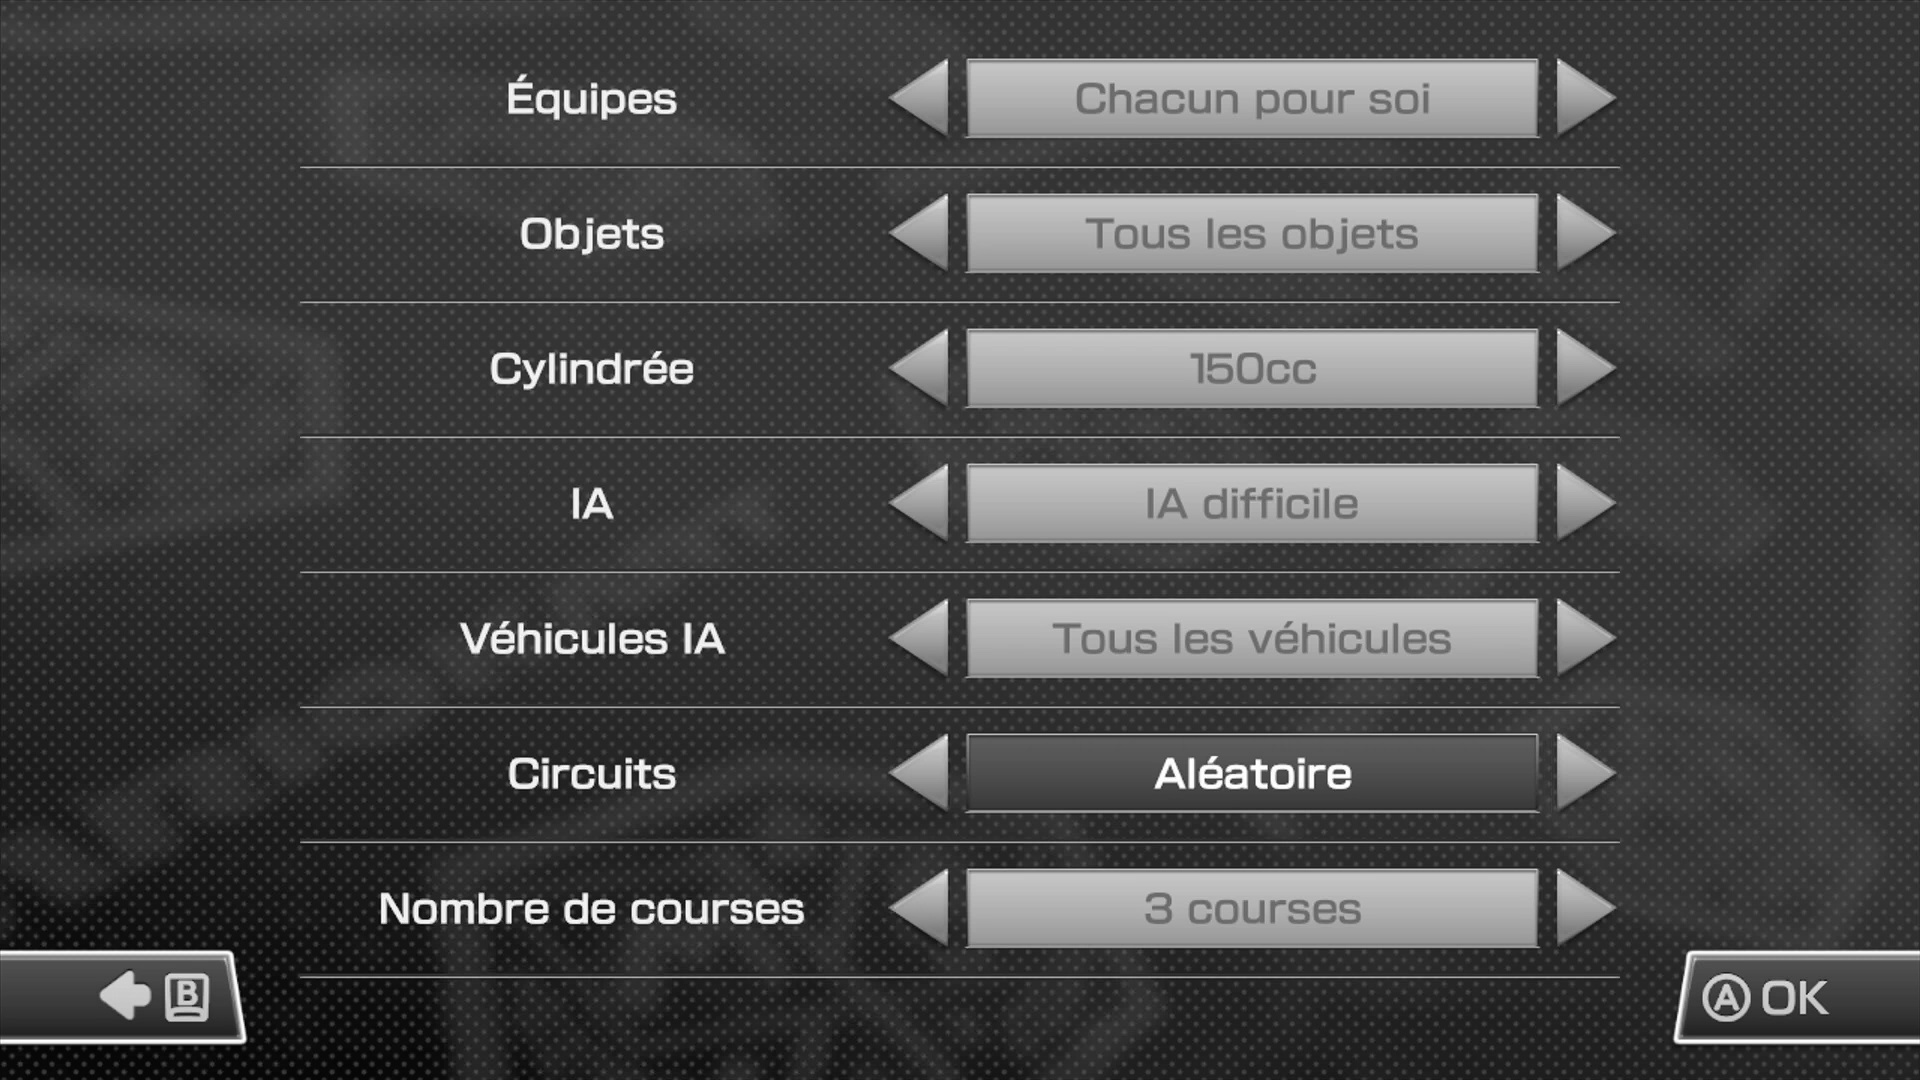 Équipes
Chacun pour soi
Objets
Tous les objets
Cylindrée
150cc
IA
IA difficile
Véhicules IA
Tous les véhicules
Circuits
Aléatoire
Nombre de courses
3 courses
B
A OK